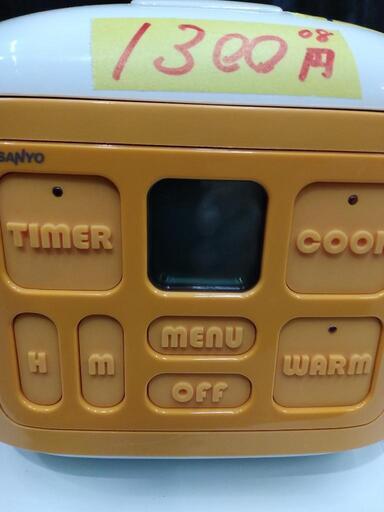 1300円
08
SANYO
TIMER
COOK
H
M
MENU
OFF
WARM